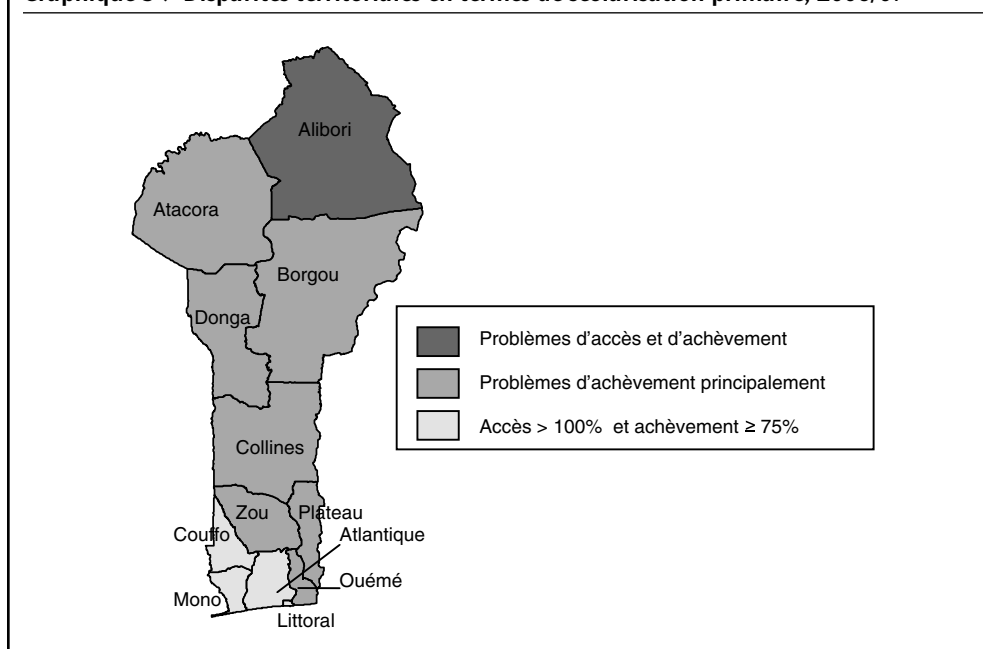 Alibori
Atacora
Borgou
Donga
Problèmes d'accès et d'achèvement
Problèmes d'achèvement principalement
Accès > 100% et achèvement ≥ 75%
Collines
Zou
Plateau
Couffo
Atlantique
Ouémé
Mono
Littoral